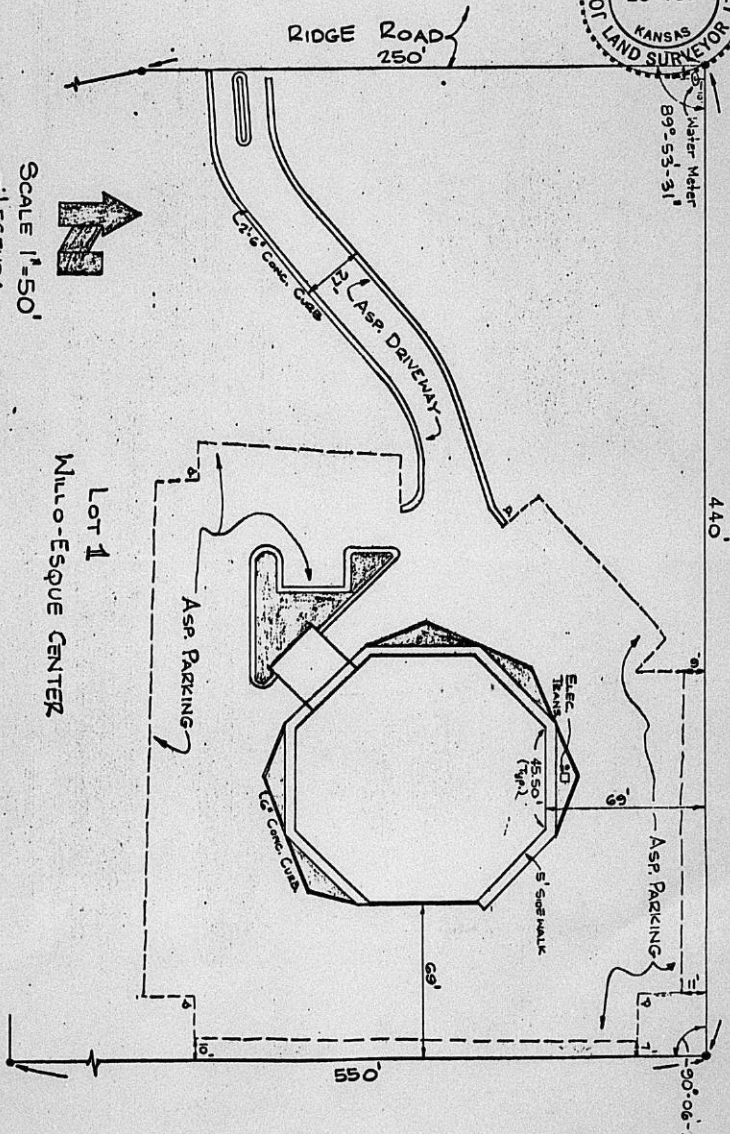 RIDGE ROAD
250'
KANSAS
LAND SURVEYOR
Water Meter
89°-53'-31"
440'
SCALE 1"=50'
2'6" CONC. CURB
27'
ASP. DRIVEWAY
LOT 1
WILLO-ESQUE CENTER
ASP. PARKING
ELEC.
TRANS.
45.50'
(TYP.)
69'
5' SIDEWALK
ASP. PARKING
6" CONC. CURB
69'
11'
10'
7'
90°-06'-
550'